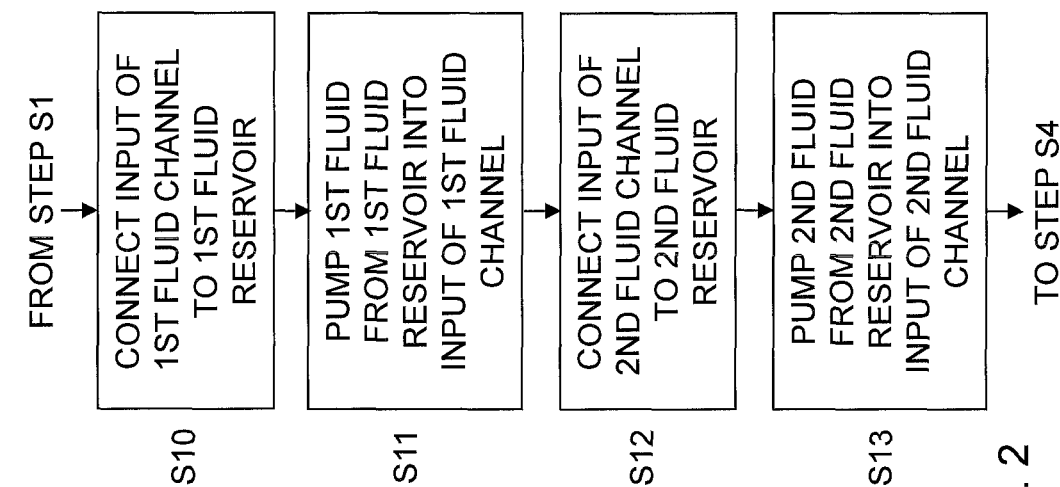 FROM STEP S1
S10
CONNECT INPUT OF
1ST FLUID CHANNEL
TO 1ST FLUID
RESERVOIR
S11
PUMP 1ST FLUID
FROM 1ST FLUID
RESERVOIR INTO
INPUT OF 1ST FLUID
CHANNEL
S12
CONNECT INPUT OF
2ND FLUID CHANNEL
TO 2ND FLUID
RESERVOIR
S13
PUMP 2ND FLUID
FROM 2ND FLUID
RESERVOIR INTO
INPUT OF 2ND FLUID
CHANNEL
TO STEP S4
. 2